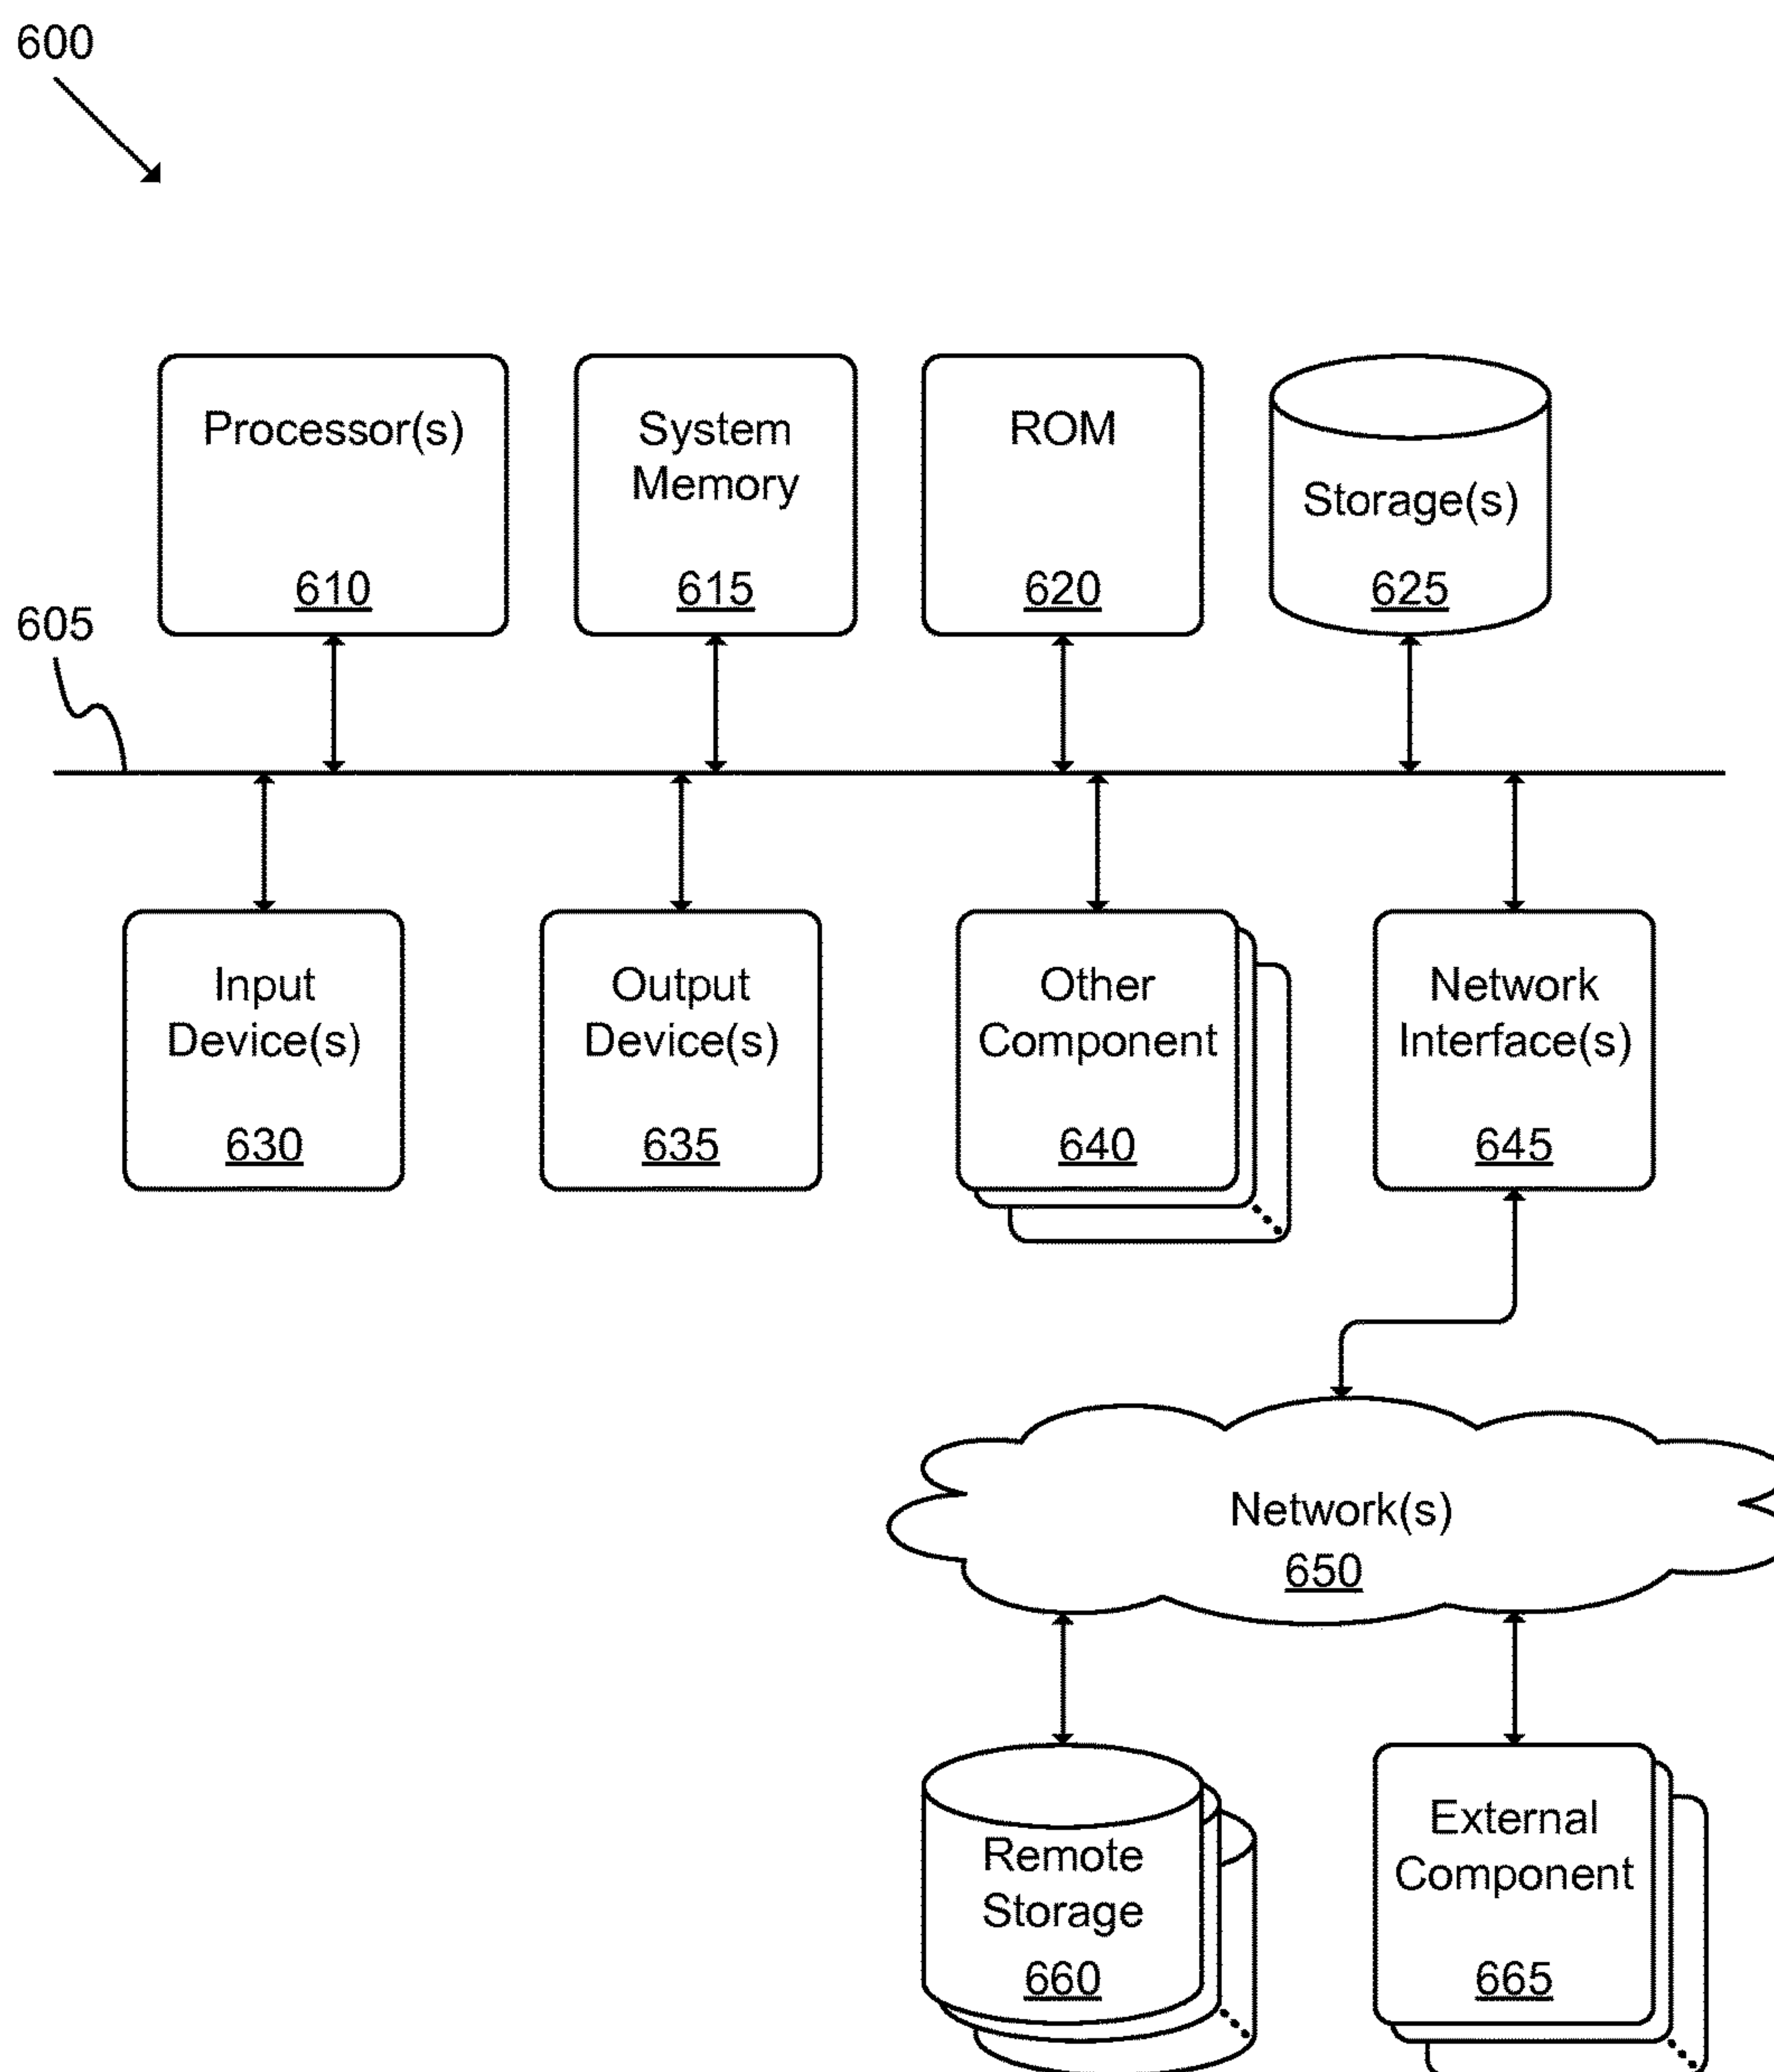 600
Processor(s)
610
System
Memory
615
ROM
620
Storage(s)
625
605
Input
Device(s)
630
Output
Device(s)
635
Other
Component
640
Network
Interface(s)
645
Network(s)
650
Remote
Storage
660
External
Component
665